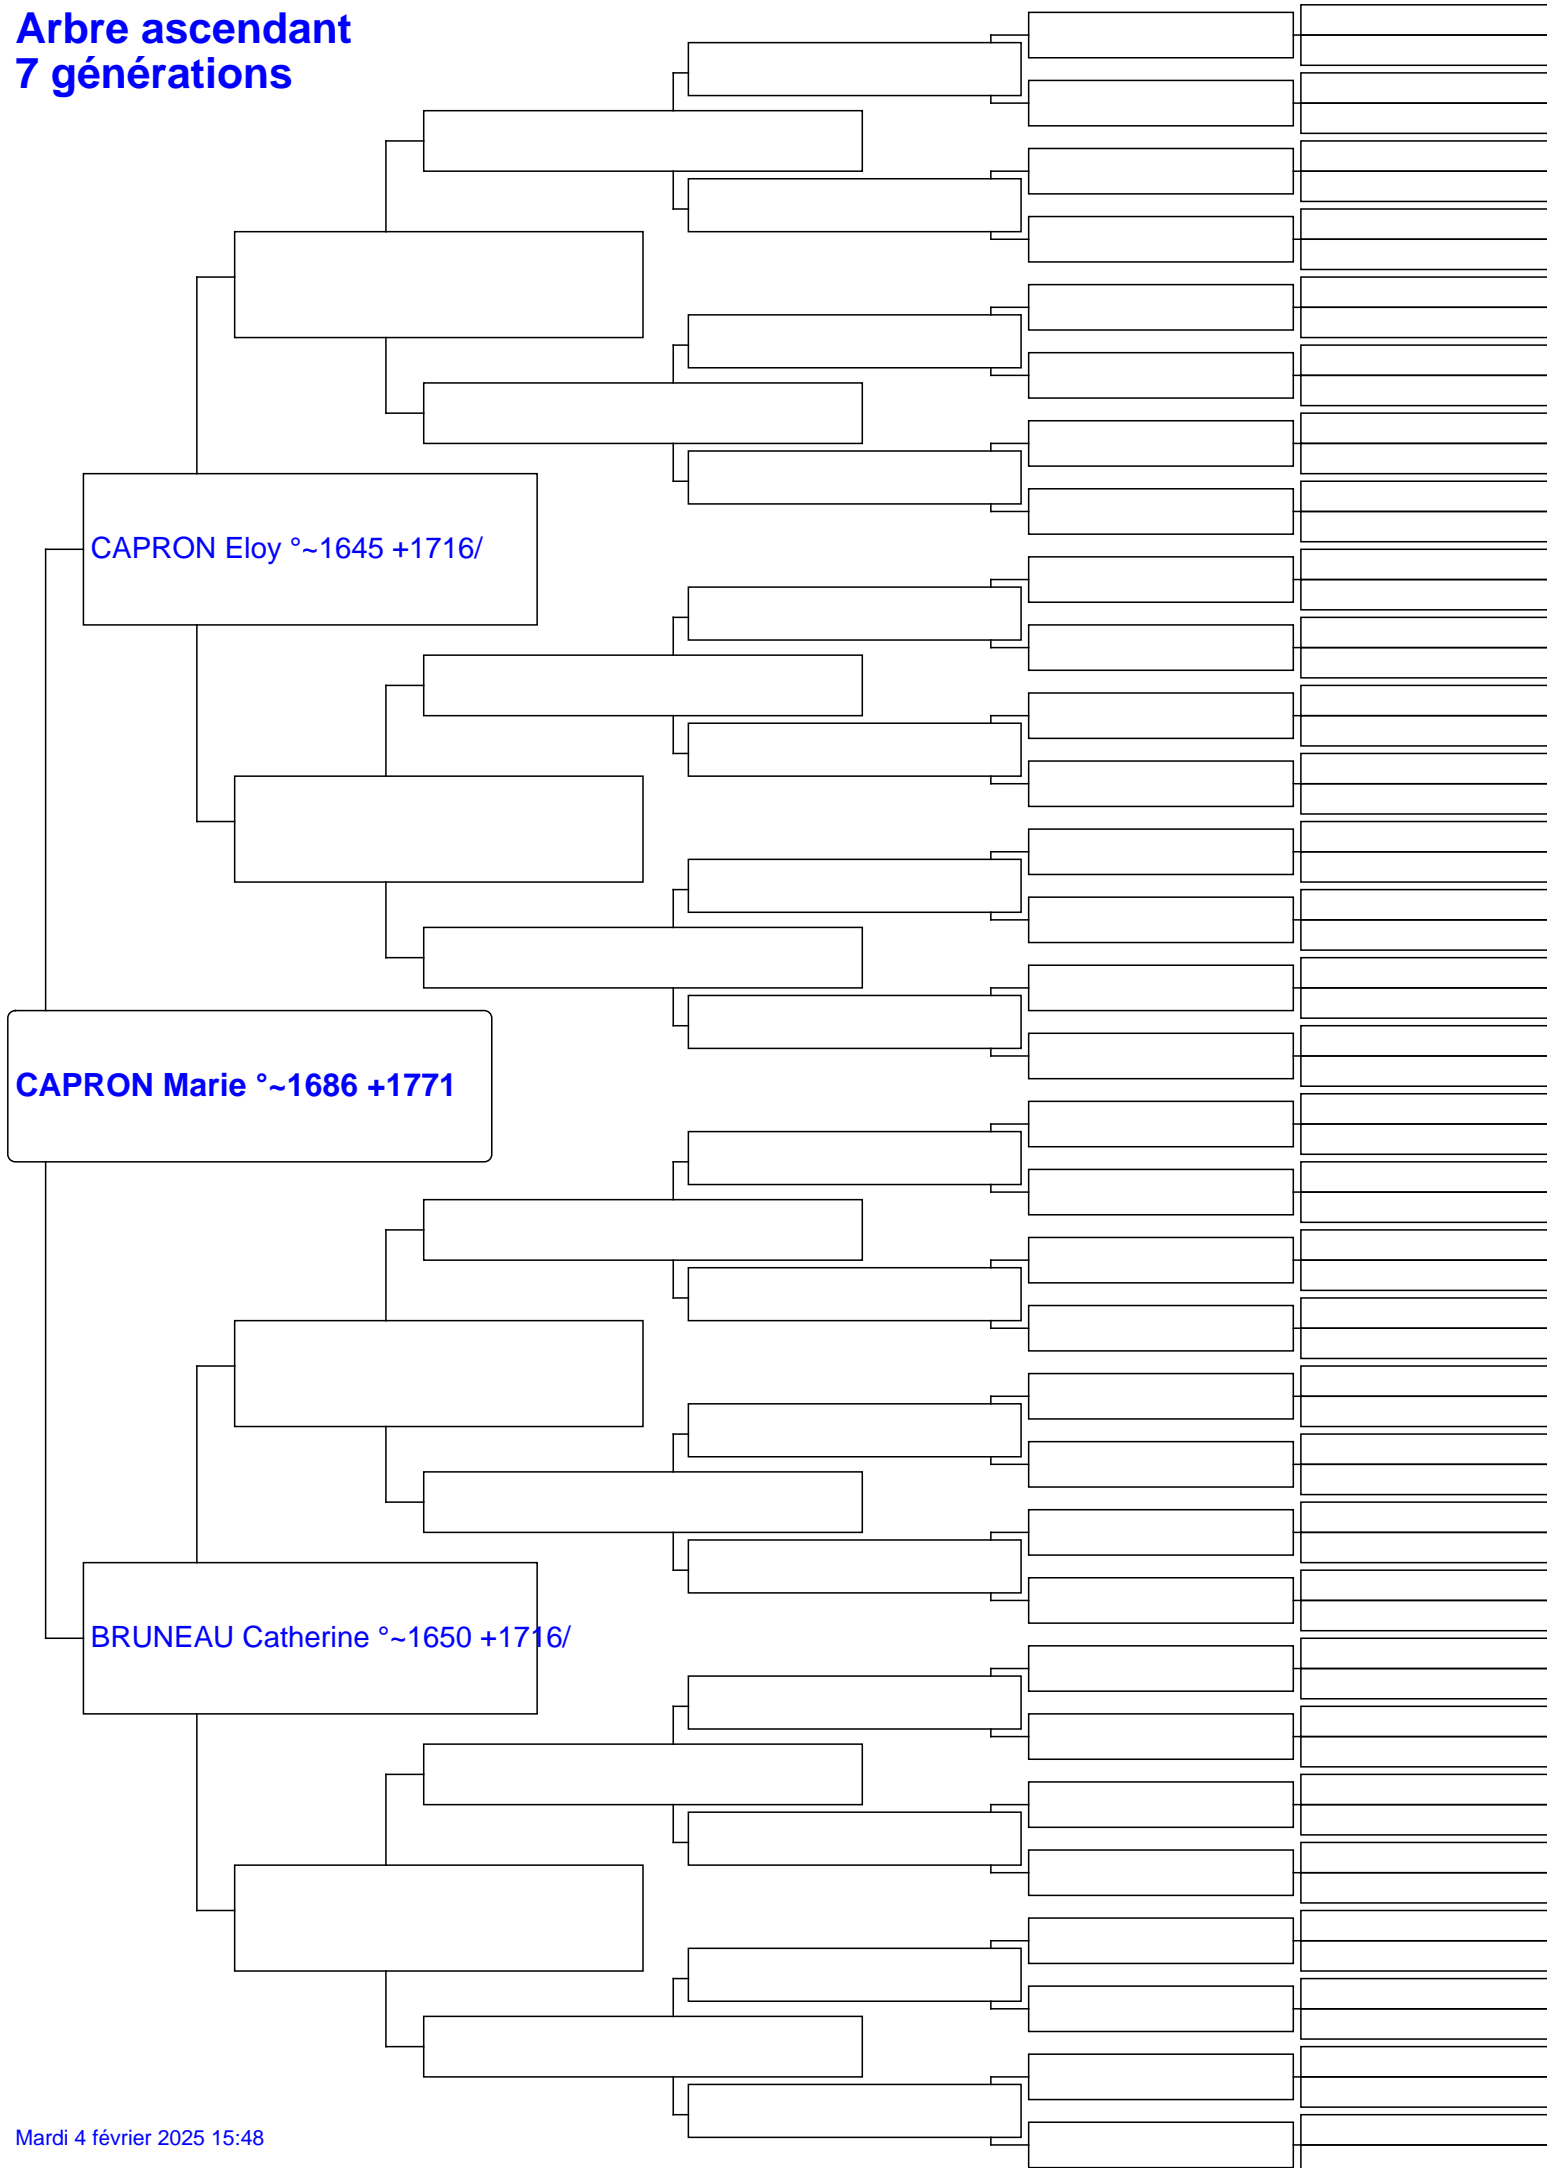 Arbre ascendant
7 générations
CAPRON Eloy °~1645 +1716/
CAPRON Marie °~1686 +1771
BRUNEAU Catherine °~1650 +1716/
Mardi 4 février 2025 15:48